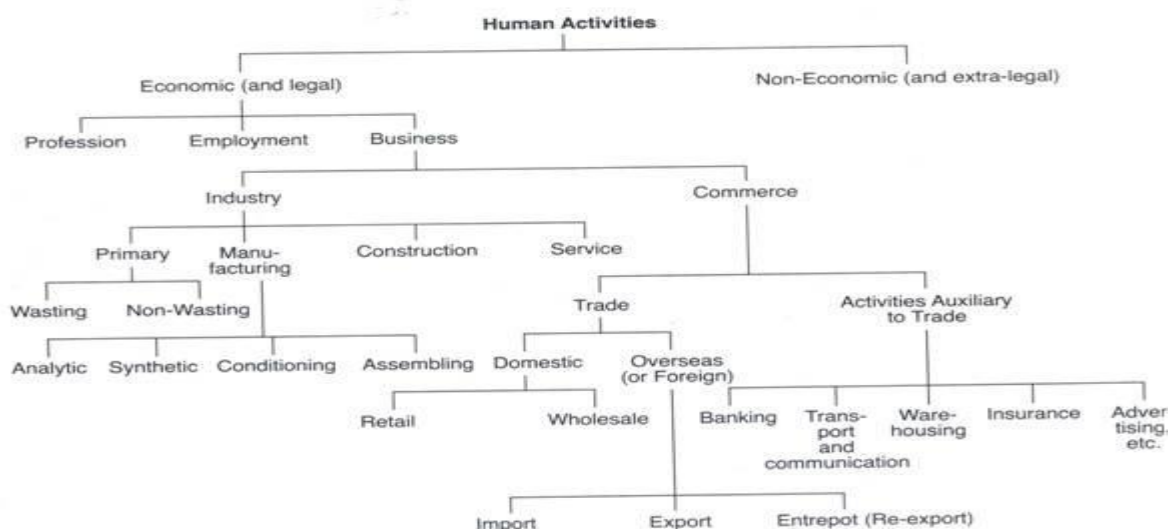 Human Activities
Economic (and legal)
Non-Economic (and extra-legal)
Profession
Employment
Business
Industry
Commerce
Primary
Manu-
facturing
Construction
Service
Wasting
Non-Wasting
Trade
Activities Auxiliary
to Trade
Analytic
Synthetic
Conditioning
Assembling
Domestic
Overseas
(or Foreign)
Retail
Wholesale
Banking
Trans-
port
and
communication
Ware-
housing
Insurance
Adver
tising,
etc.
Import
Export
Entrepot (Re-export)